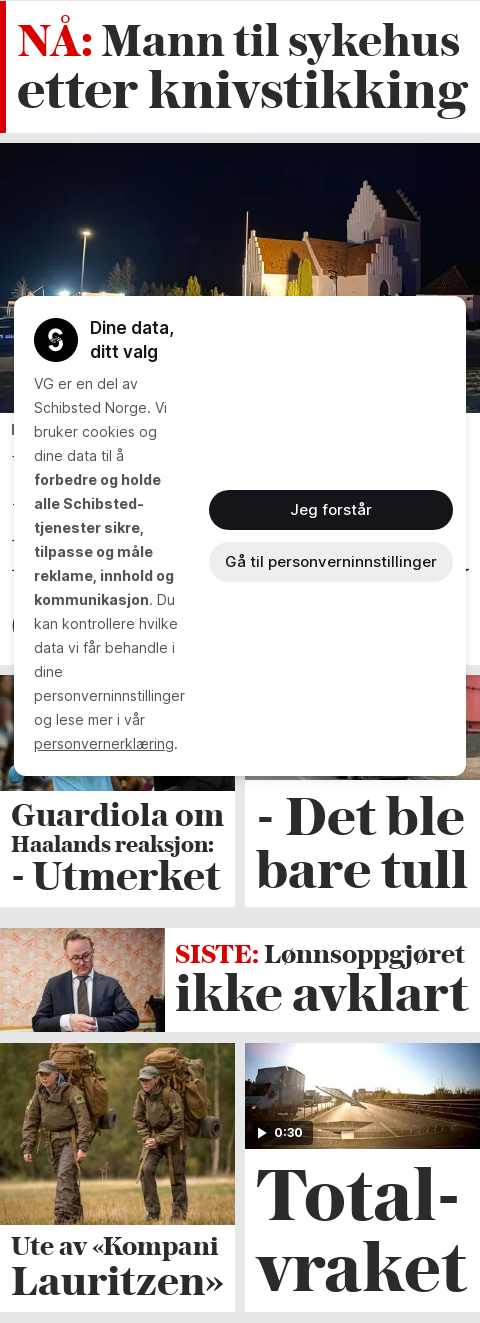 NÅ: Mann til sykehus
etter knivstikking
Dine data,
ditt valg
VG er en del av
Schibsted Norge. Vi
bruker cookies og
dine data til å
forbedre og holde
alle Schibsted-
tjenester sikre,
tilpasse og måle
reklame, innhold og
kommunikasjon. Du
kan kontrollere hvilke
data vi får behandle i
dine
personverninnstillinger
og lese mer i vår
personvernerklæring.
Jeg forstår
Gå til personverninnstillinger
Guardiola om
Haalands reaksjon:
- Utmerket
- Det ble
bare tull
SISTE: Lønnsoppgjøret
ikke avklart
Ute av «Kompani
Lauritzen»
0:30
Total-
vraket